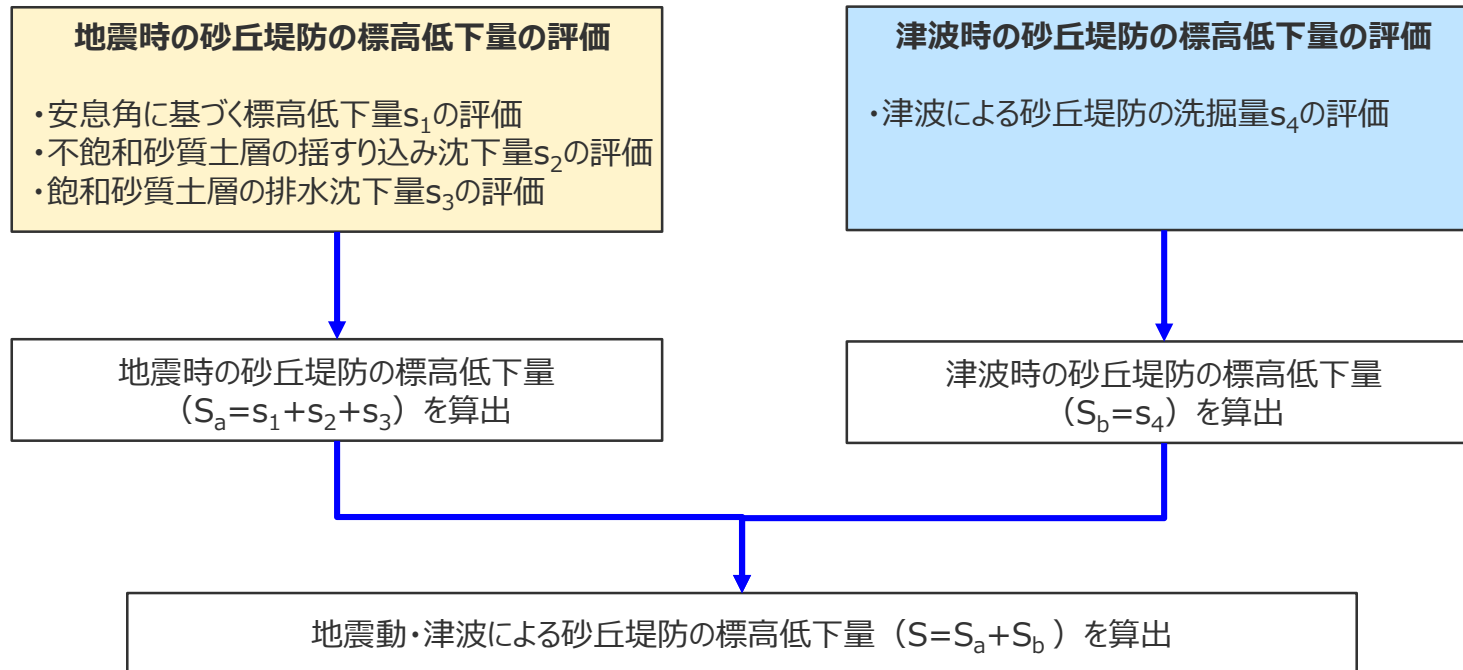 地震時の砂丘堤防の標高低下量の評価
・安息角に基づく標高低下量s₁の評価
・不飽和砂質土層の揺すり込み沈下量s₂の評価
・飽和砂質土層の排水沈下量s₃の評価
津波時の砂丘堤防の標高低下量の評価
・津波による砂丘堤防の洗掘量s₄の評価
地震時の砂丘堤防の標高低下量
（Sₐ=s₁+s₂+s₃）を算出
津波時の砂丘堤防の標高低下量
（S_b=s₄）を算出
地震動・津波による砂丘堤防の標高低下量（S=Sₐ+S_b ）を算出